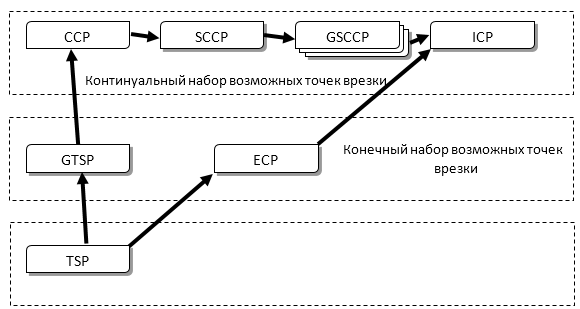 CCP SCCP GSCCP ICP
Континуальный набор возможных точек врезки
GTSP ECP Конечный набор возможных точек
врезки
TSP